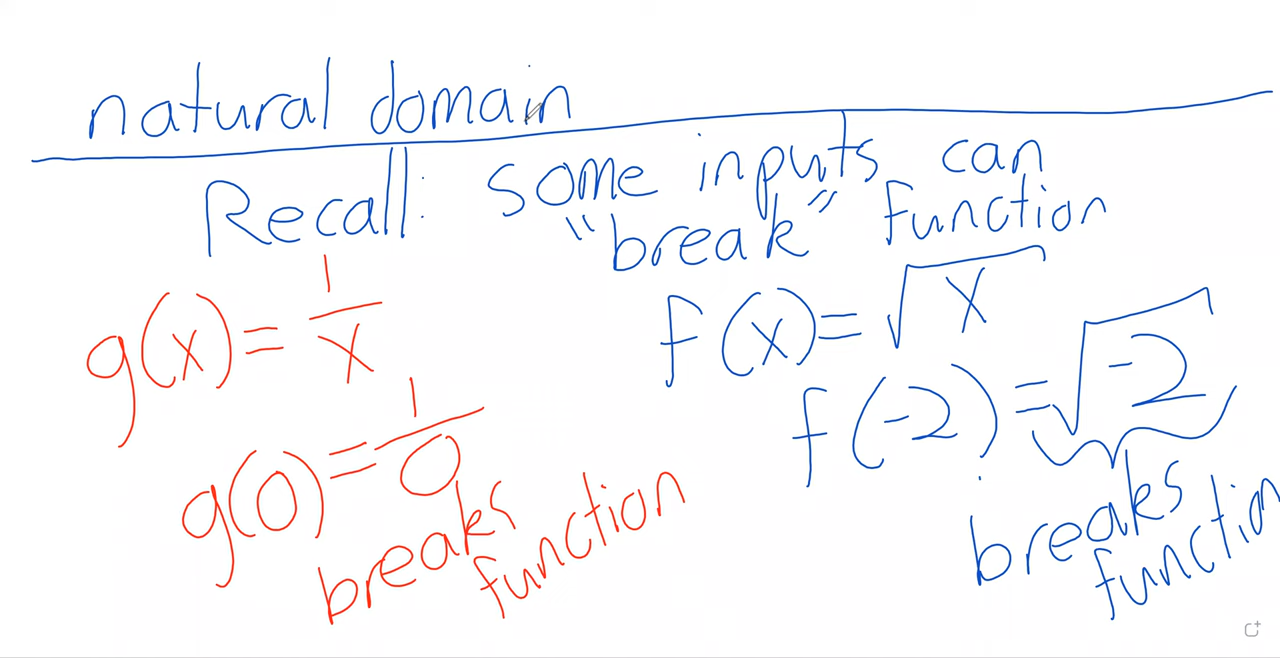 natural domain
Recall: some inputs can
"break" function
g(x) = 1/x
f(x) = √x
g(0) = 1/0
f(-2) = √-2
breaks
function
breaks
function